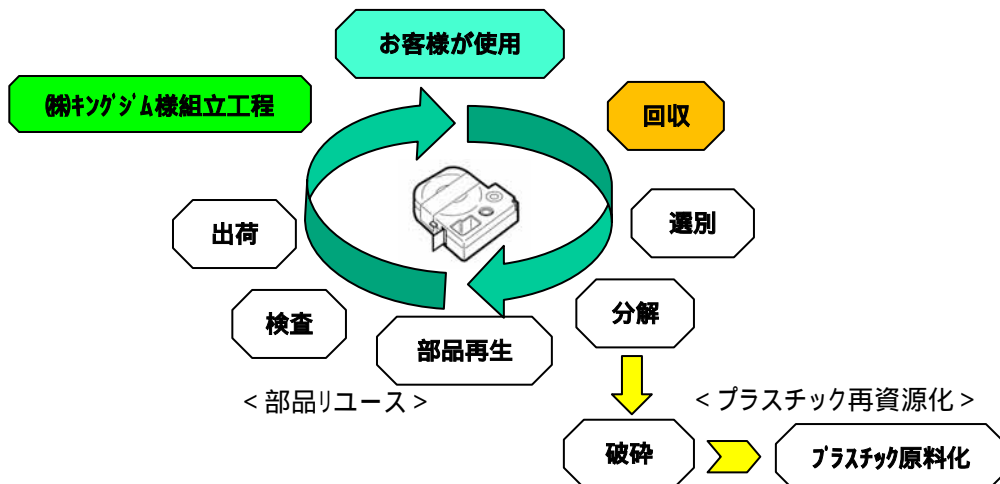 お客様が使用
㈱ｷﾝｸﾞｼﾞﾑ様組立工程
回収
選別
出荷
分解
検査
部品再生
＜部品リユース＞
＜プラスチック再資源化＞
破砕
ﾌﾟﾗｽﾁｯｸ原料化